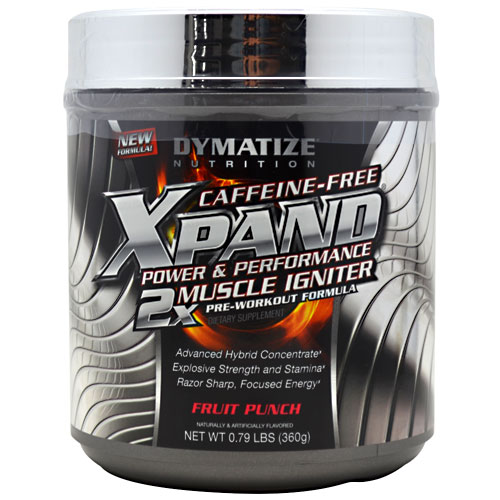 NEW
FORMULA!
DYMATIZE
NUTRITION
CAFFEINE-FREE
XPAND®
POWER & PERFORMANCE
2X MUSCLE IGNITER
PRE-WORKOUT FORMULA
DIETARY SUPPLEMENT
Advanced Hybrid Concentrate†
Explosive Strength and Stamina†
Razor Sharp, Focused Energy†
FRUIT PUNCH
NATURALLY & ARTIFICIALLY FLAVORED
NET WT 0.79 LBS (360g)